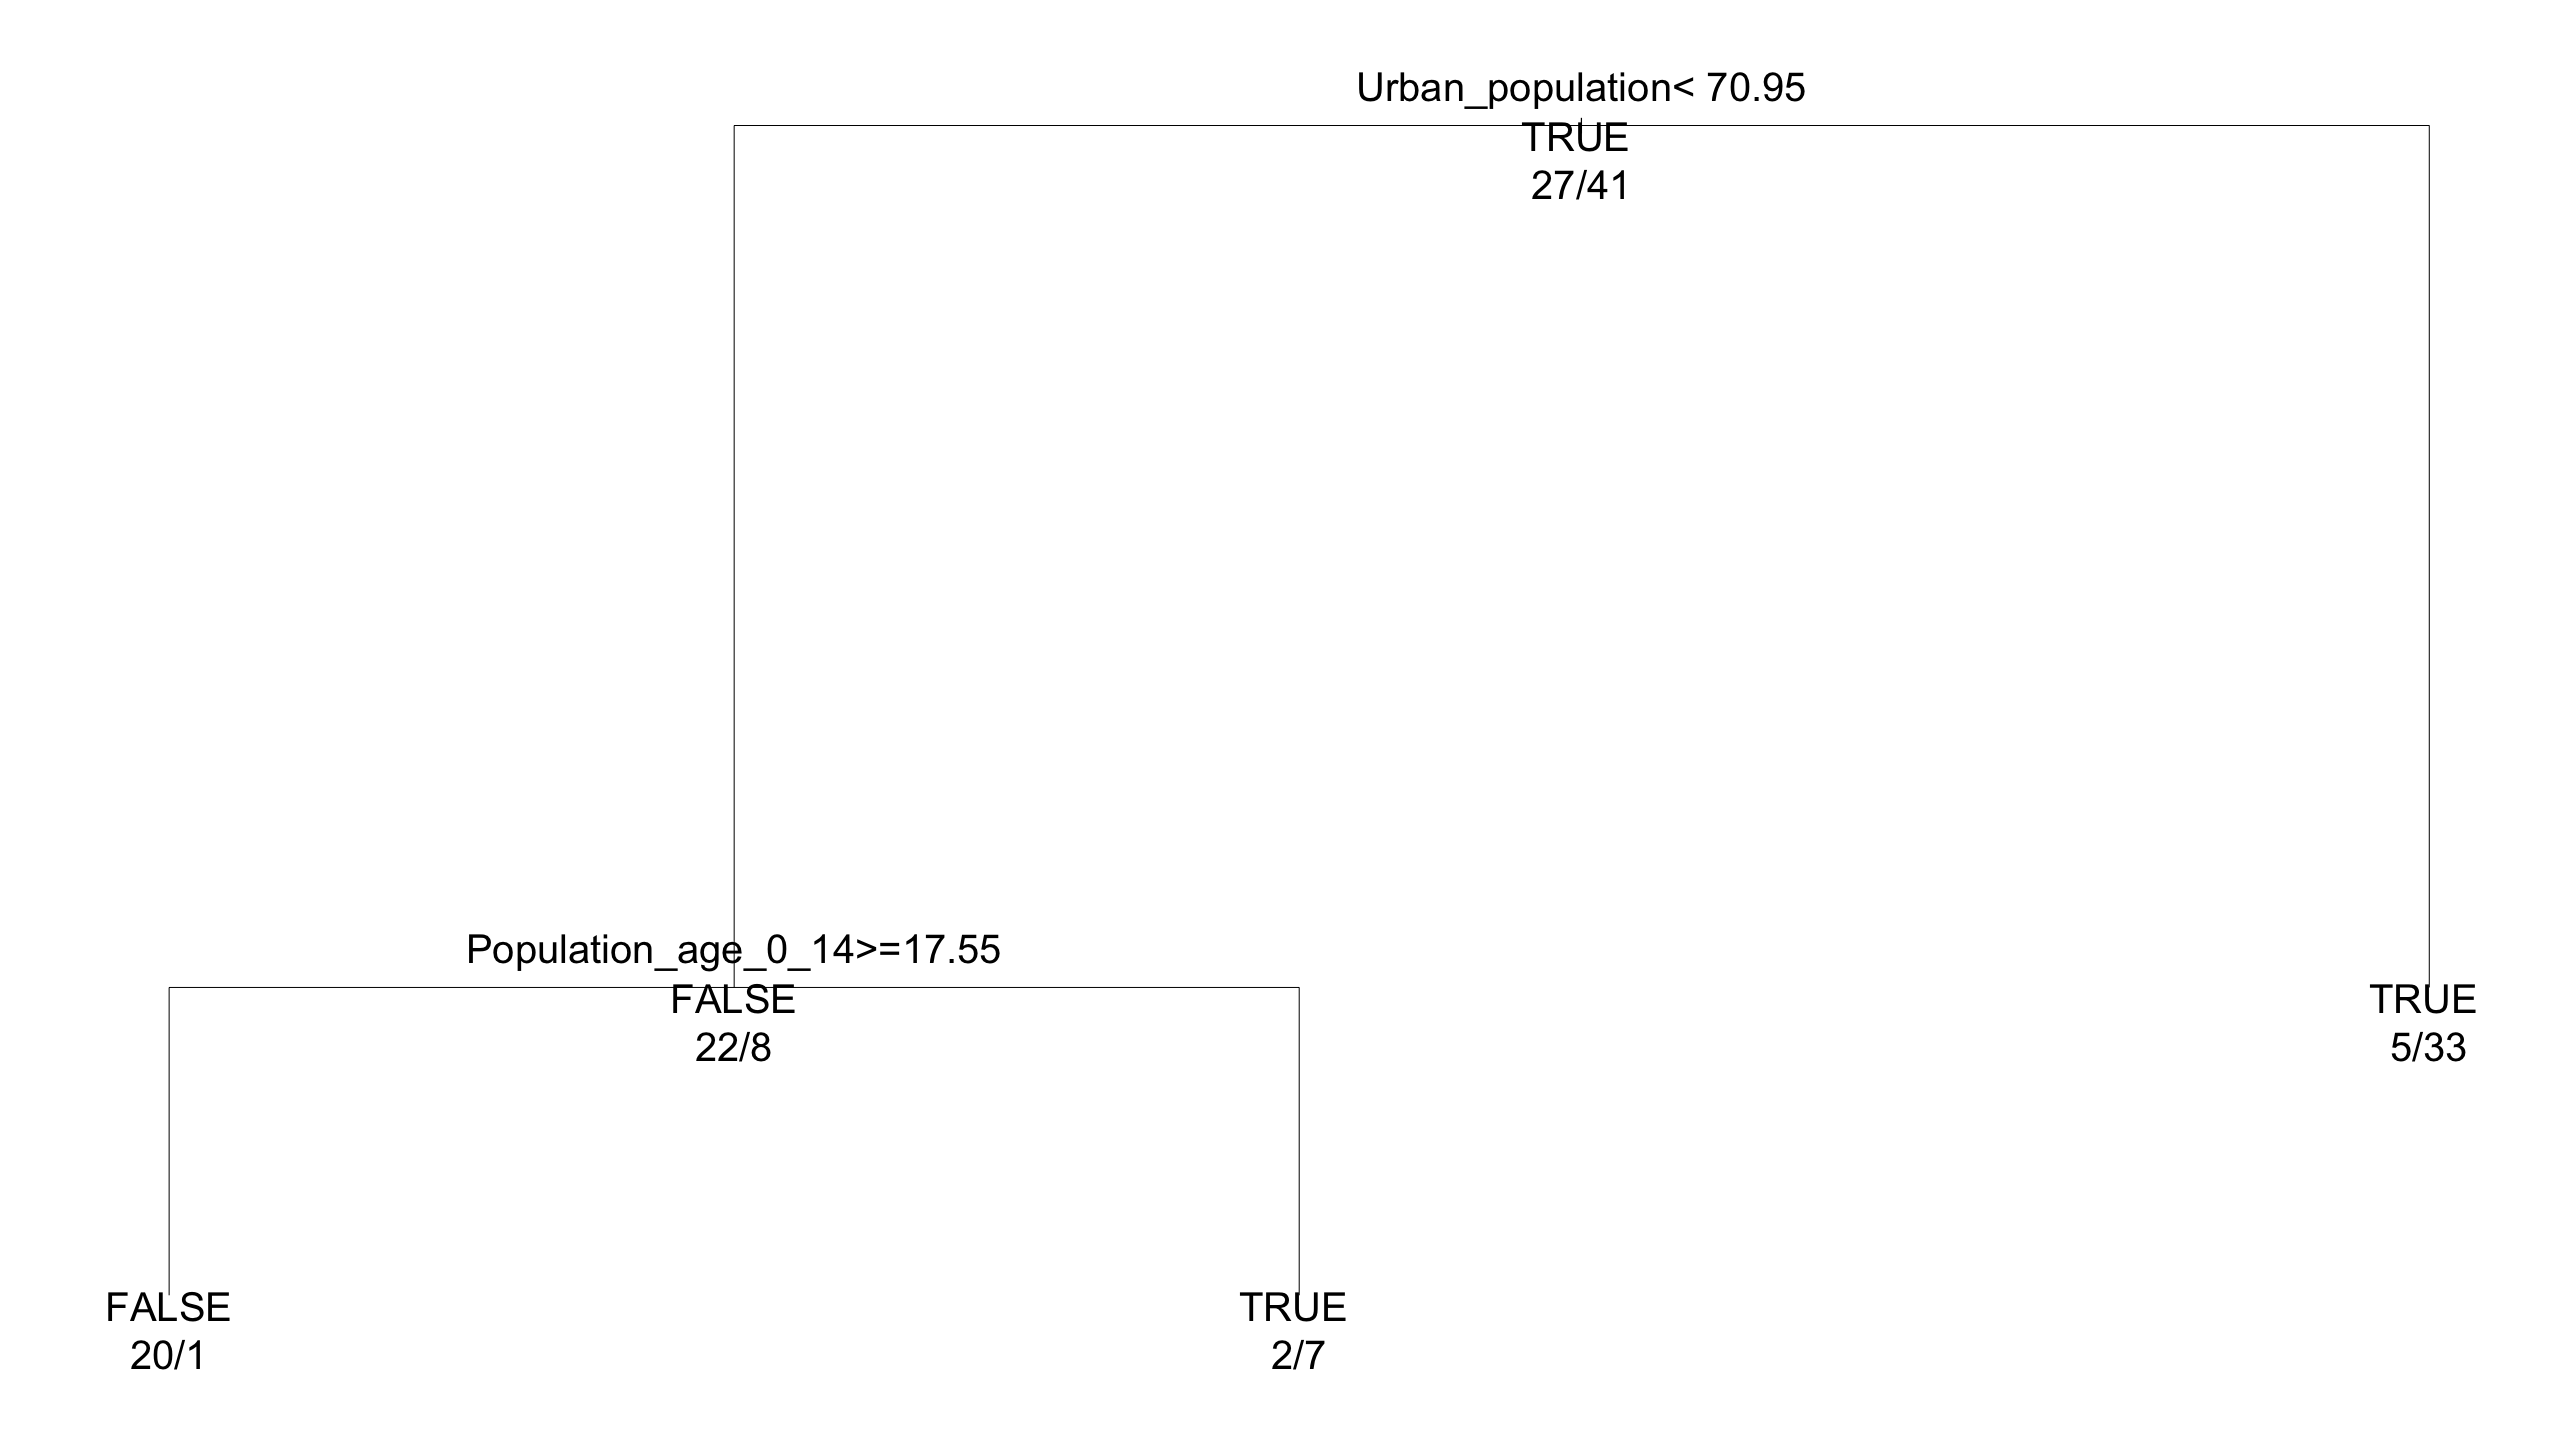 Urban_population< 70.95
TRUE
27/41
Population_age_0_14>=17.55
FALSE
22/8
TRUE
5/33
FALSE
20/1
TRUE
2/7